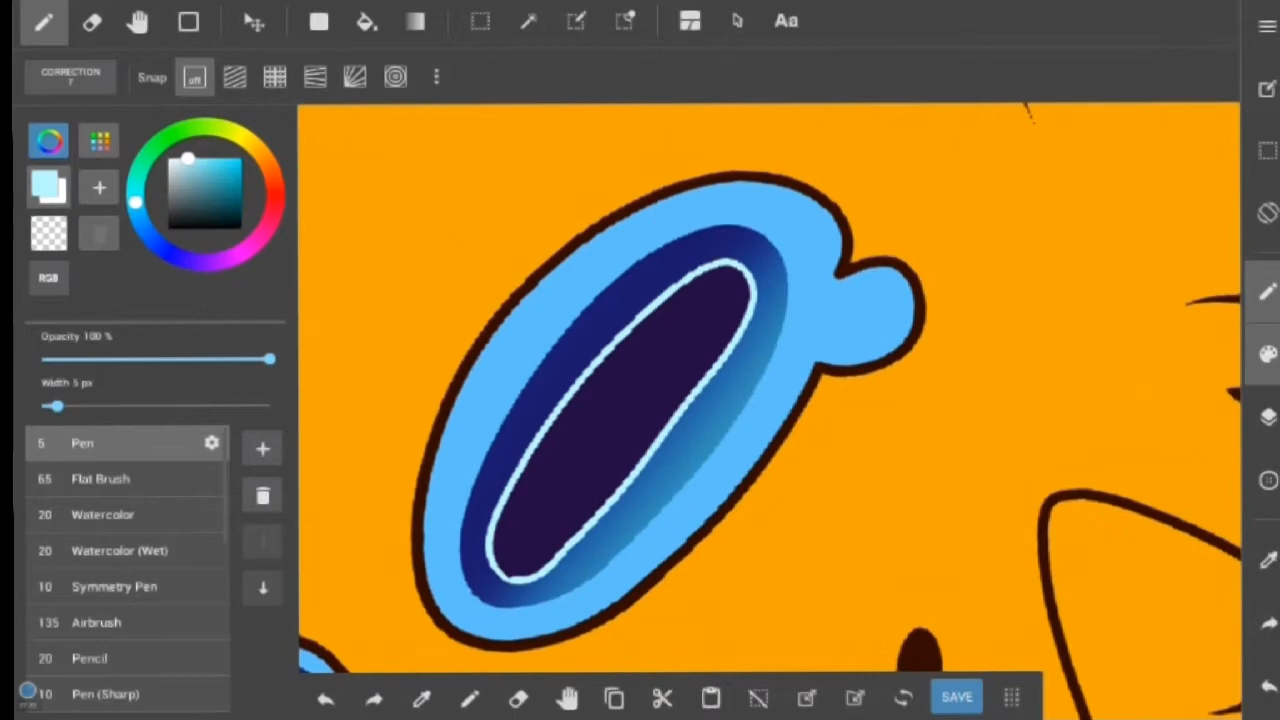 Aa
CORRECTION
7
Snap
off
RGB
Opacity 100 %
Width 5 px
5 Pen
65 Flat Brush
20 Watercolor
20 Watercolor (Wet)
10 Symmetry Pen
135 Airbrush
20 Pencil
10 Pen (Sharp)
SAVE